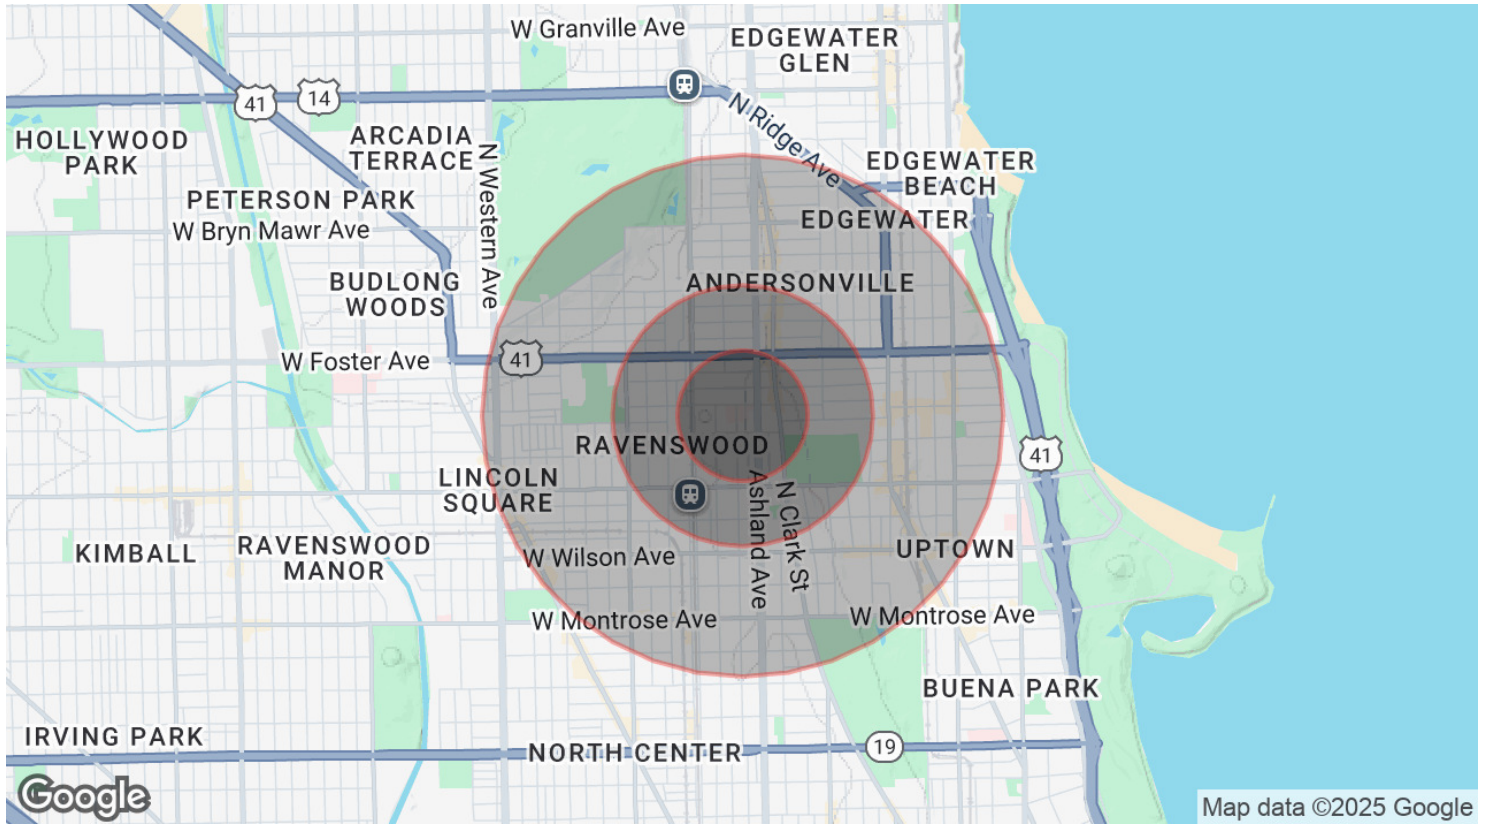 W Granville Ave
EDGEWATER
GLEN
41
14
N Ridge Ave
HOLLYWOOD
PARK
ARCADIA
TERRACE
N Western Ave
EDGEWATER
BEACH
PETERSON PARK
W Bryn Mawr Ave
EDGEWATER
BUDLONG
WOODS
ANDERSONVILLE
W Foster Ave
41
RAVENSWOOD
41
LINCOLN
SQUARE
Ashland Ave
N Clark St
KIMBALL
RAVENSWOOD
MANOR
W Wilson Ave
UPTOWN
W Montrose Ave
W Montrose Ave
BUENA PARK
IRVING PARK
NORTH CENTER
19
Google
Map data ©2025 Google